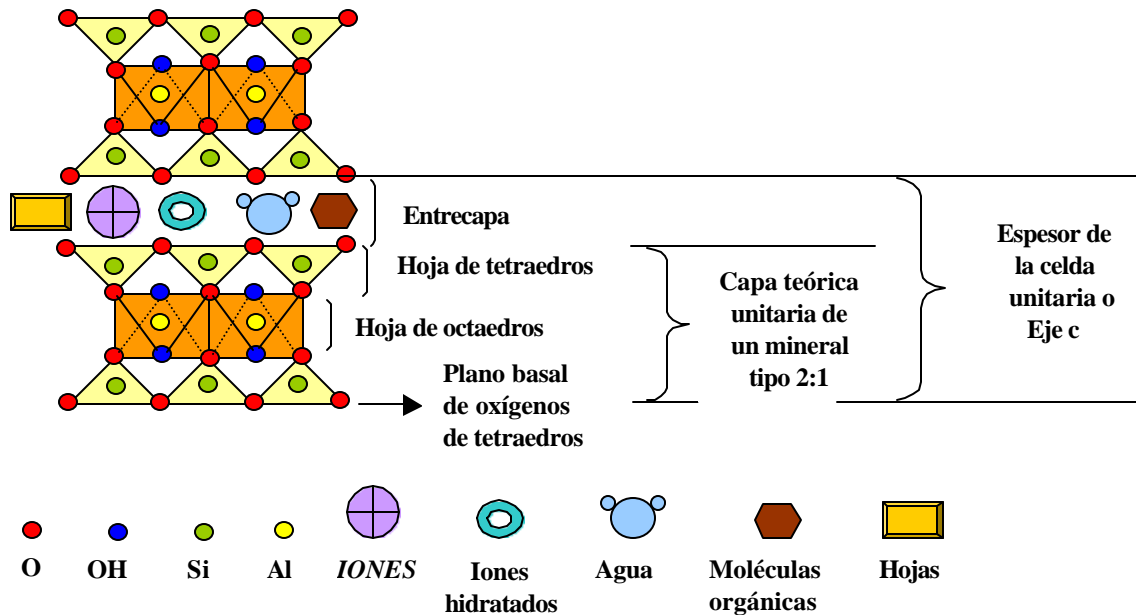 Entrecapa
Hoja de tetraedros
Hoja de octaedros
Plano basal
de oxígenos
de tetraedros
Capa teórica
unitaria de
un mineral
tipo 2:1
Espesor de
la celda
unitaria o
Eje c
O
OH
Si
Al
IONES
Iones
hidratados
Agua
Moléculas
orgánicas
Hojas